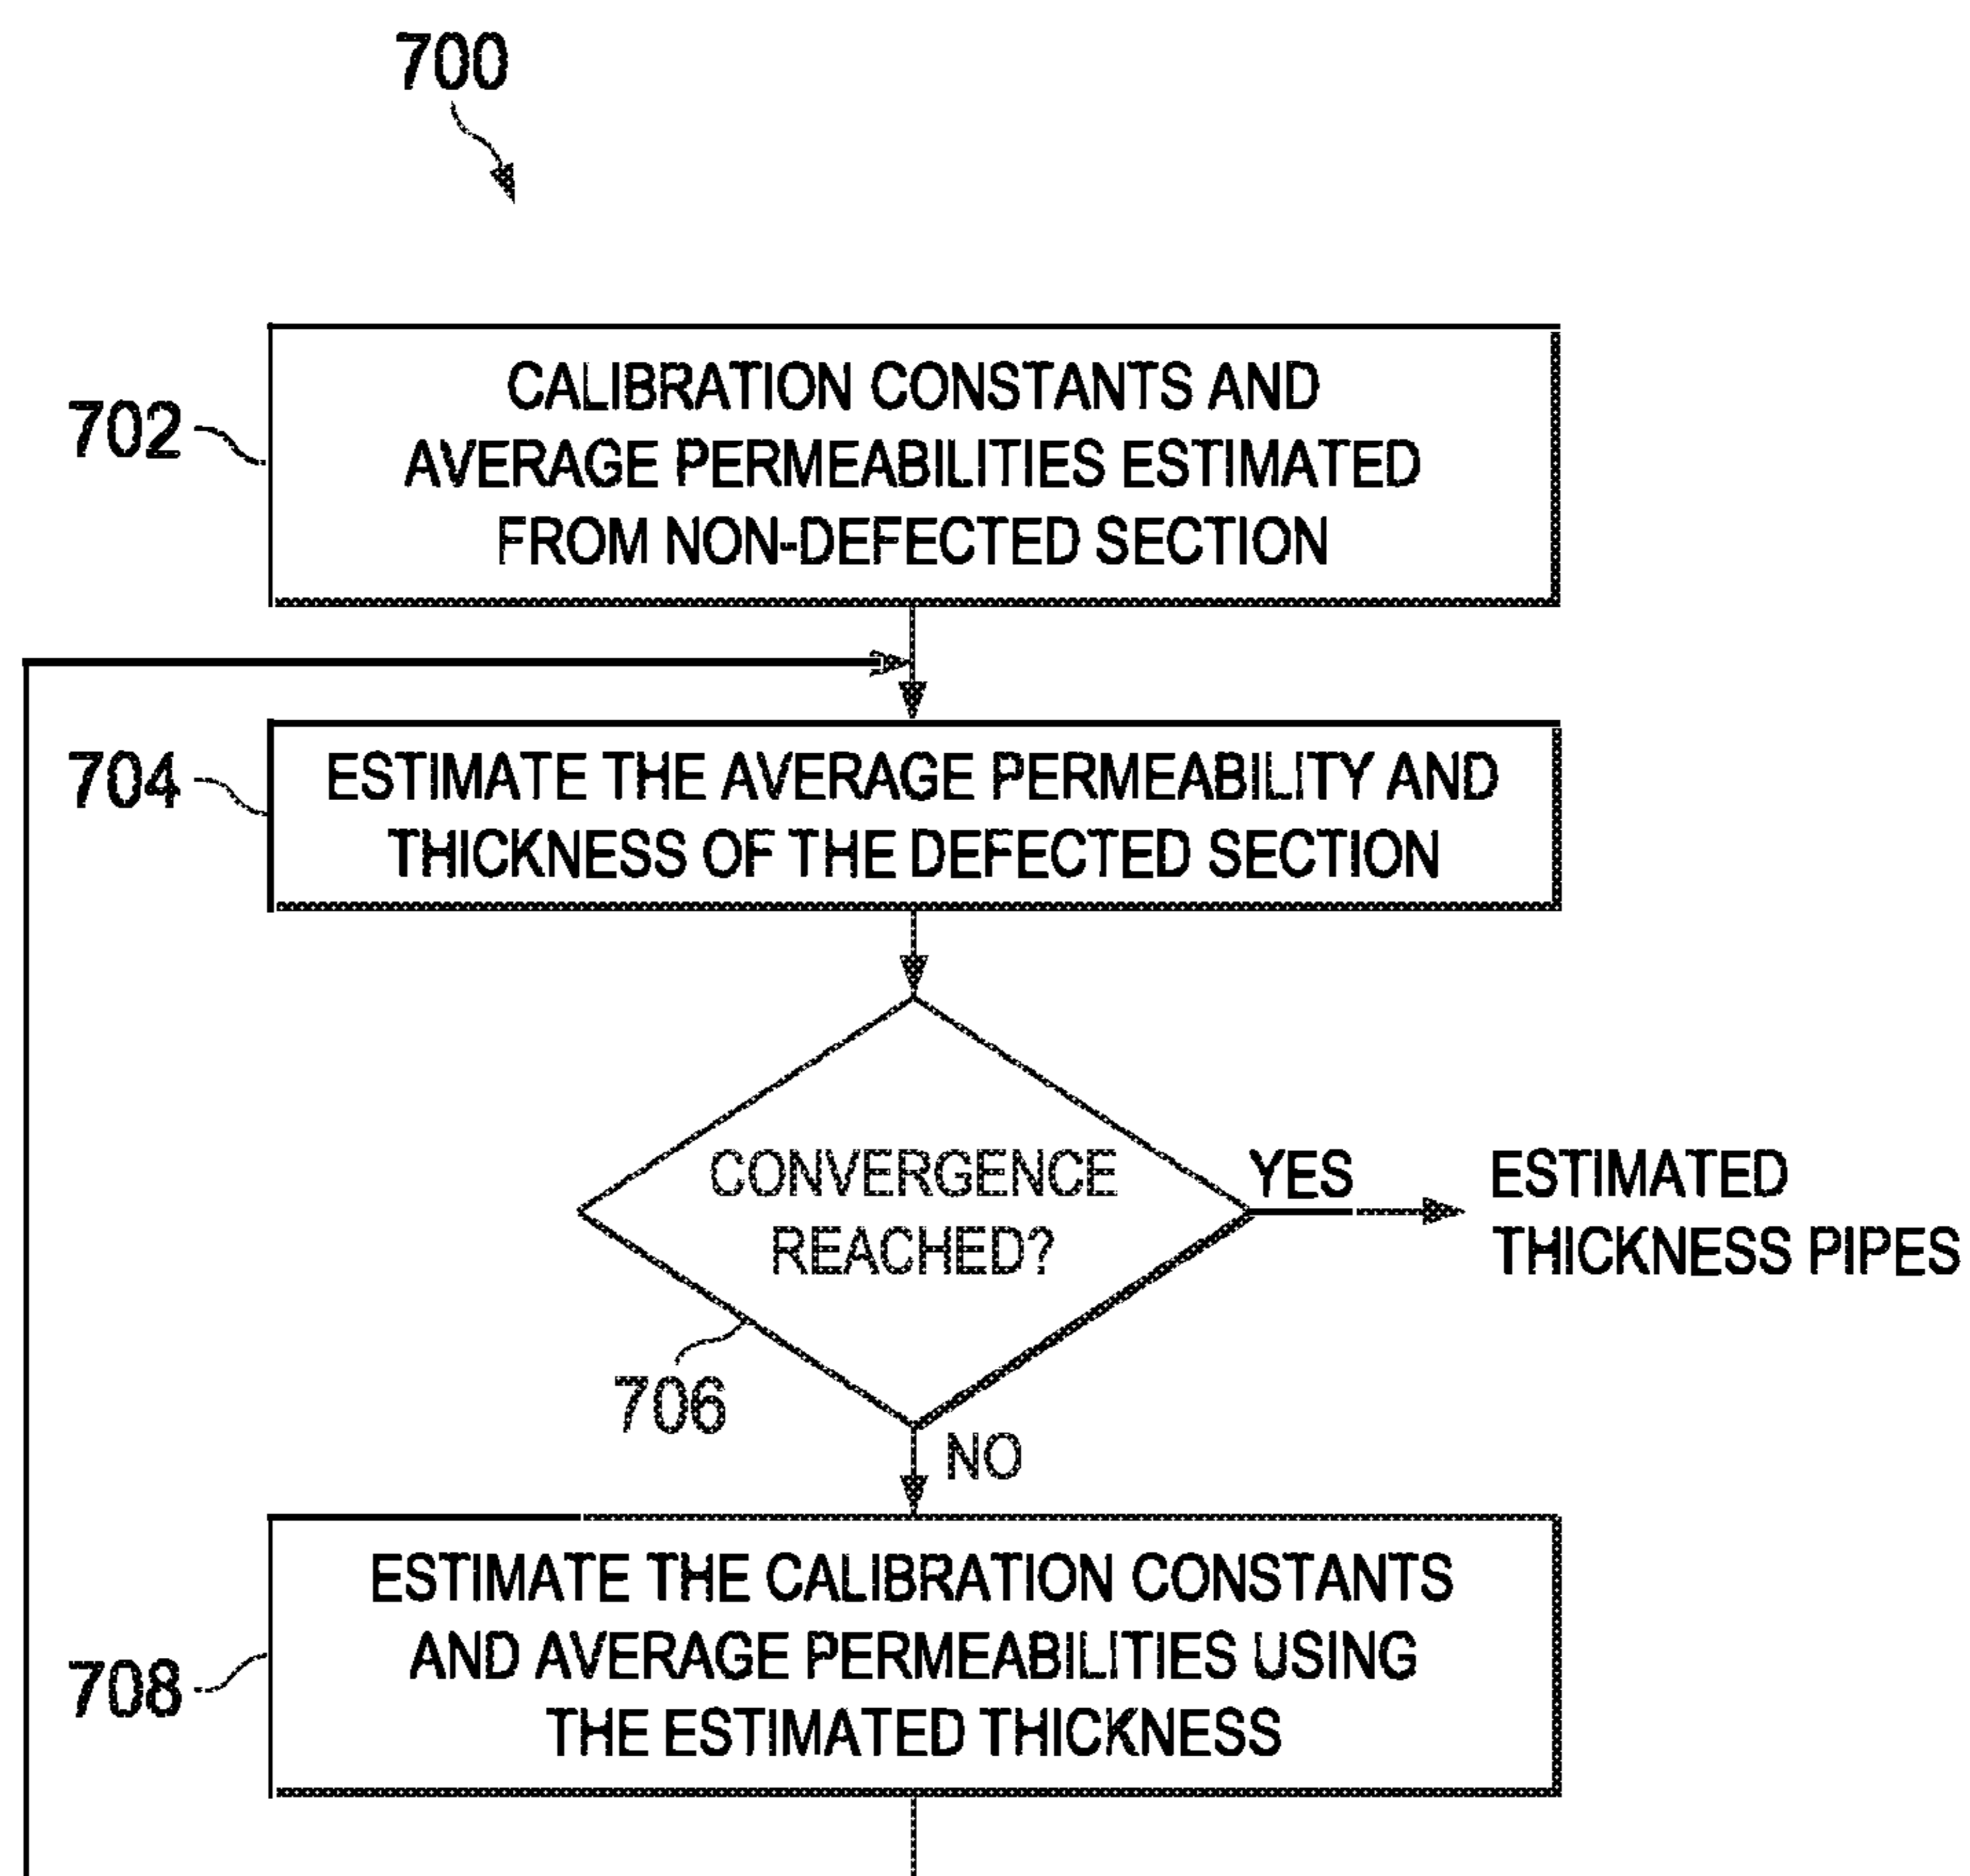 700
702
CALIBRATION CONSTANTS AND
AVERAGE PERMEABILITIES ESTIMATED
FROM NON-DEFECTED SECTION
704
ESTIMATE THE AVERAGE PERMEABILITY AND
THICKNESS OF THE DEFECTED SECTION
CONVERGENCE
REACHED?
YES
ESTIMATED
THICKNESS PIPES
706
NO
708
ESTIMATE THE CALIBRATION CONSTANTS
AND AVERAGE PERMEABILITIES USING
THE ESTIMATED THICKNESS